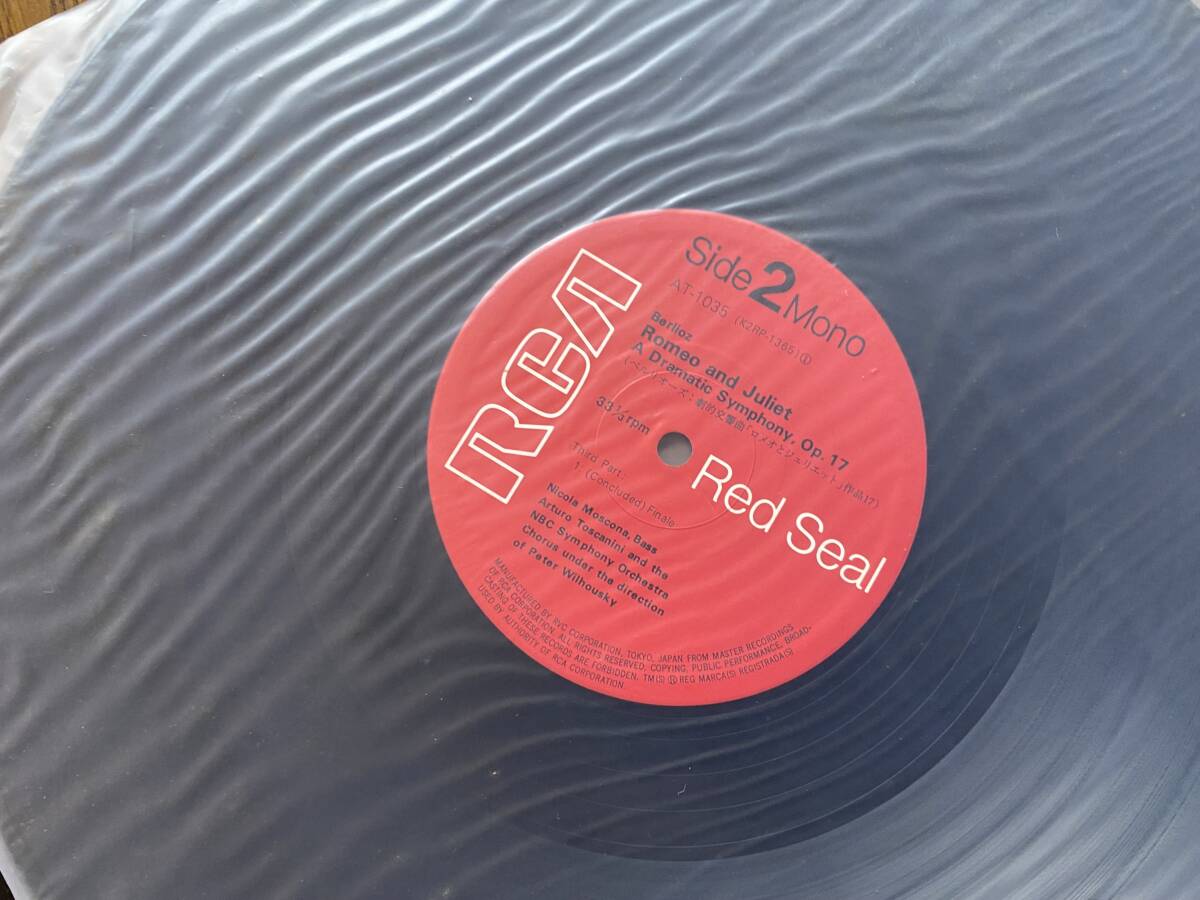 RCA
Side 2 Mono
AT-1035 (K2RP-1365) Ⓘ
Berlioz
Romeo and Juliet
A Dramatic Symphony, Op. 17
(ベルリオーズ：劇的交響曲「ロメオとジュリエット」作品17)
33⅓rpm
Red Seal
Third Part:
1. (Concluded) Finale
Nicola Moscona, Bass
Arturo Toscanini and the
NBC Symphony Orchestra
Chorus under the direction
of Peter Wilhousky
MANUFACTURED BY RVC CORPORATION, TOKYO, JAPAN FROM MASTER RECORDINGS
OF RCA CORPORATION. ALL RIGHTS RESERVED. COPYING, PUBLIC PERFORMANCE, BROAD-
CASTING OF THESE RECORDS ARE FORBIDDEN. TM(S) Ⓡ REG MARCA(S) REGISTRADA(S)
USED BY AUTHORITY OF RCA CORPORATION